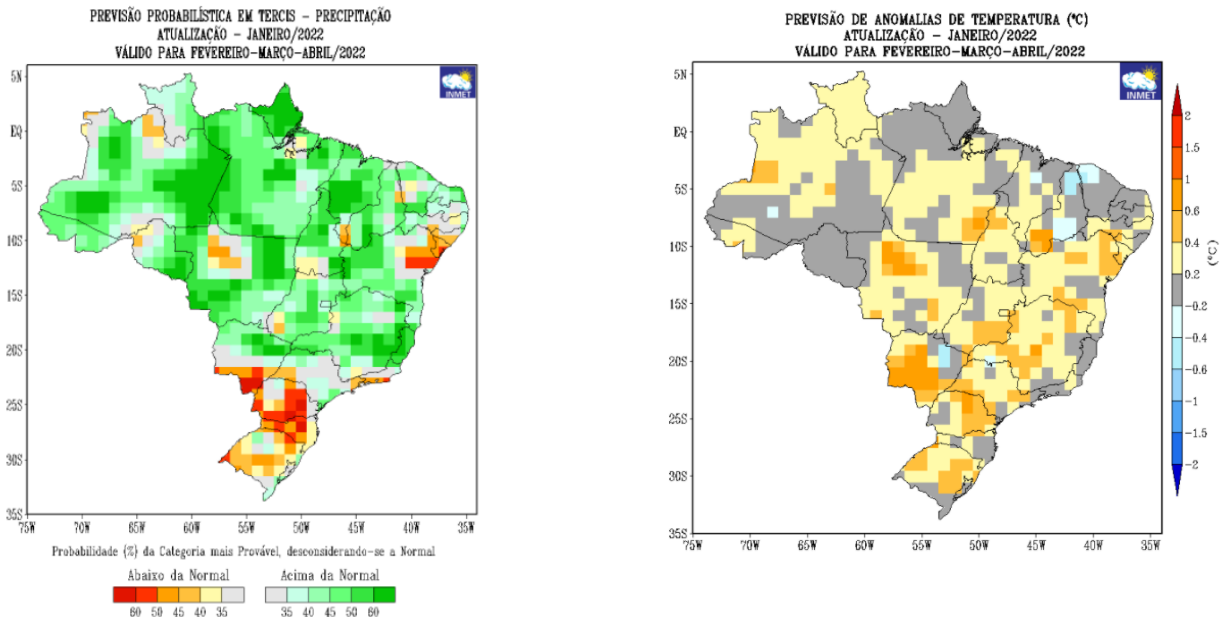 PREVISÃO PROBABILÍSTICA EM TERCIS – PRECIPITAÇÃO
ATUALIZAÇÃO – JANEIRO/2022
VÁLIDO PARA FEVEREIRO–MARÇO–ABRIL/2022
INMET
5N
EQ
5S
10S
15S
20S
25S
30S
35S
75W 70W 65W 60W 55W 50W 45W 40W 35W
Probabilidade (%) da Categoria mais Provável, desconsiderando-se a Normal
Abaixo da Normal Acima da Normal
60 50 45 40 35 35 40 45 50 60
PREVISÃO DE ANOMALIAS DE TEMPERATURA (°C)
ATUALIZAÇÃO – JANEIRO/2022
VÁLIDO PARA FEVEREIRO–MARÇO–ABRIL/2022
INMET
5N
EQ
5S
10S
15S
20S
25S
30S
35S
75W 70W 65W 60W 55W 50W 45W 40W 35W
2
1.5
1
0.6
0.4
0.2
-0.2
-0.4
-0.6
-1
-1.5
-2
(°C)